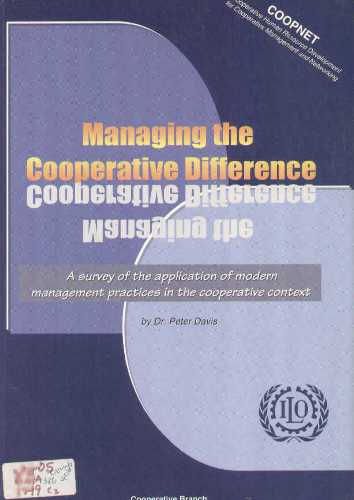 COOPNET
Cooperative Human Resource Development
for Cooperative Management and Networking
Managing the
Cooperative Difference
Cooperative Difference
Managing the
A survey of the application of modern
management practices in the cooperative context
by Dr. Peter Davis
ILO
Cooperative Branch